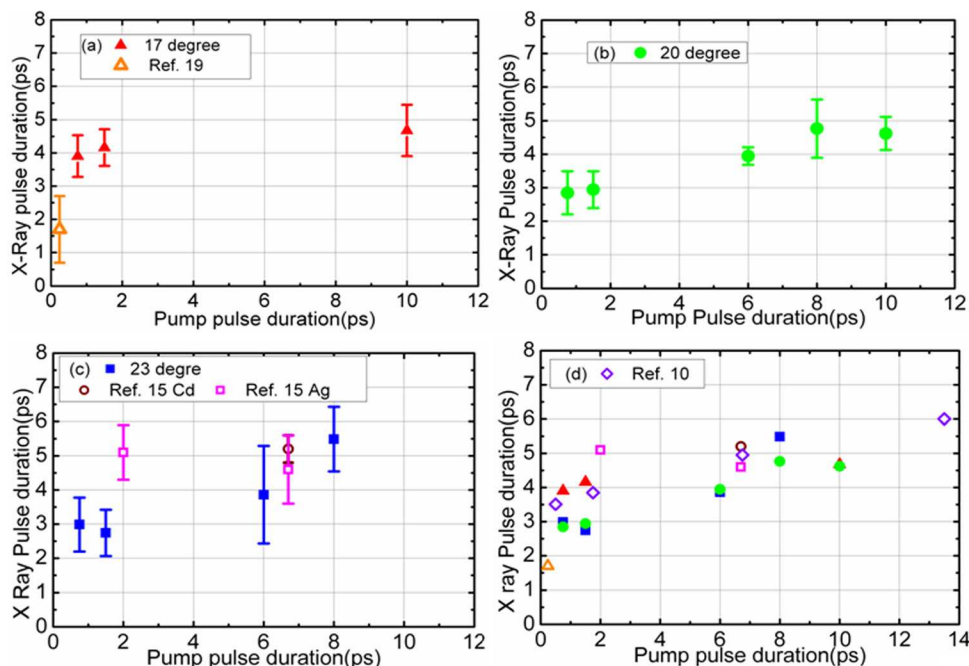 (a) 17 degree
Ref. 19
X-Ray Pulse duration(ps)
8
7
6
5
4
3
2
1
0
0 2 4 6 8 10 12
Pump pulse duration(ps)
(b) 20 degree
X-Ray Pulse duration(ps)
8
7
6
5
4
3
2
1
0
0 2 4 6 8 10 12
Pump Pulse duration(ps)
(c) 23 degre
Ref. 15 Cd Ref. 15 Ag
X Ray Pulse duration(ps)
8
7
6
5
4
3
2
1
0
0 2 4 6 8 10 12
Pump pulse duration(ps)
(d) Ref. 10
X ray Pulse duration(ps)
8
7
6
5
4
3
2
1
0
0 2 4 6 8 10 12 14
Pump pulse duration(ps)